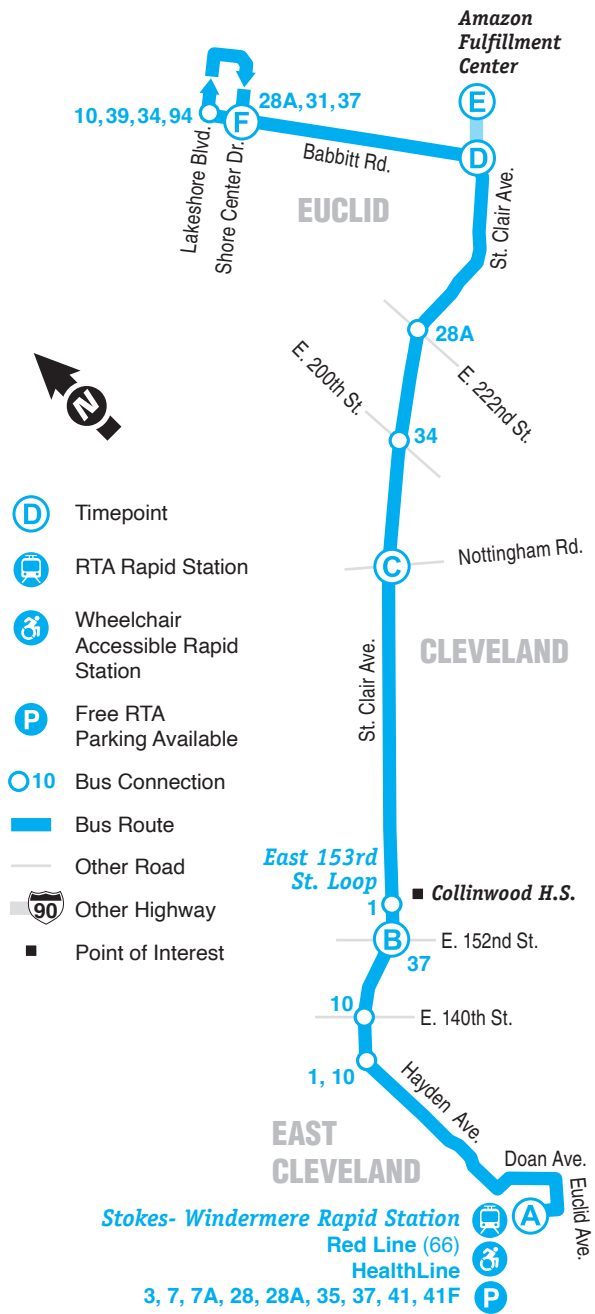 Amazon
Fulfillment
Center
E
28A, 31, 37
10, 39, 34, 94
F
D
Babbitt Rd.
Lakeshore Blvd.
Shore Center Dr.
EUCLID
St. Clair Ave.
28A
E. 222nd St.
E. 200th St.
34
N
D Timepoint
RTA Rapid Station
Wheelchair
Accessible Rapid
Station
P Free RTA
Parking Available
10 Bus Connection
Bus Route
Other Road
90 Other Highway
Point of Interest
C
Nottingham Rd.
CLEVELAND
St. Clair Ave.
East 153rd
St. Loop
1
Collinwood H.S.
B
E. 152nd St.
37
10
E. 140th St.
1, 10
Hayden Ave.
EAST
CLEVELAND
Doan Ave.
Euclid Ave.
A
Stokes- Windermere Rapid Station
Red Line (66)
HealthLine
3, 7, 7A, 28, 28A, 35, 37, 41, 41F
P